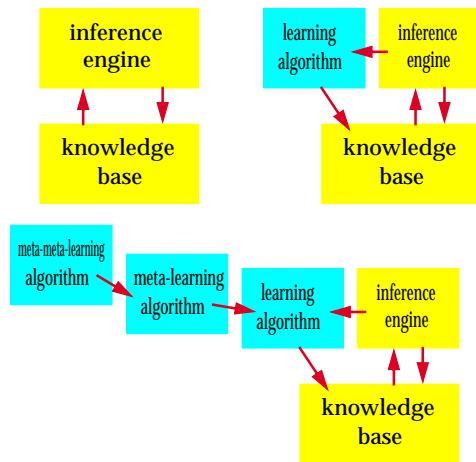 inference
engine
knowledge
base
learning
algorithm
inference
engine
knowledge
base
meta-meta-learning
algorithm
meta-learning
algorithm
learning
algorithm
inference
engine
knowledge
base